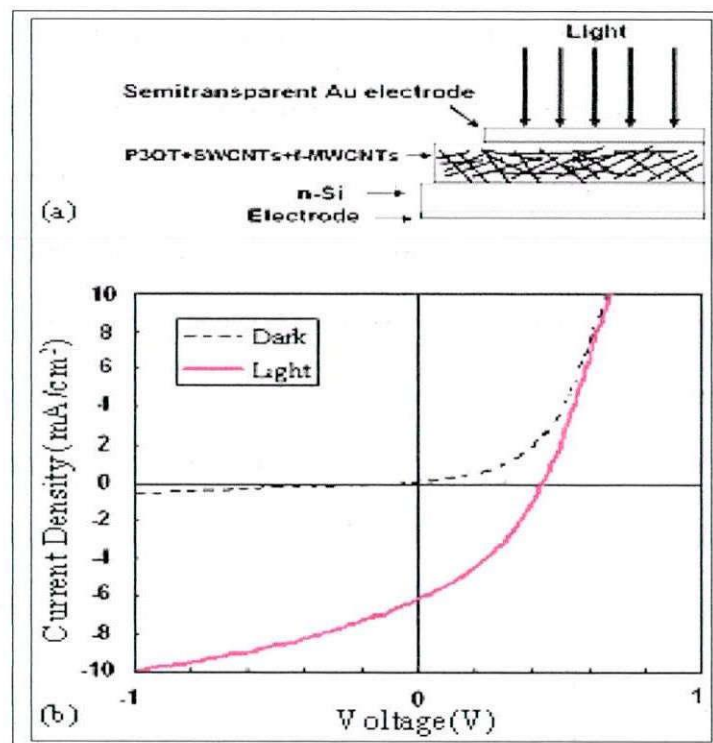 Light
Semitransparent Au electrode
P3OT+SWCNTs+f-MWCNTs
n-Si
(a)
Electrode
10
8
6
4
2
0
-2
-4
-6
-8
-10
Dark
Light
Current Density (mA/cm²)
-1
0
1
(b)
Voltage (V)